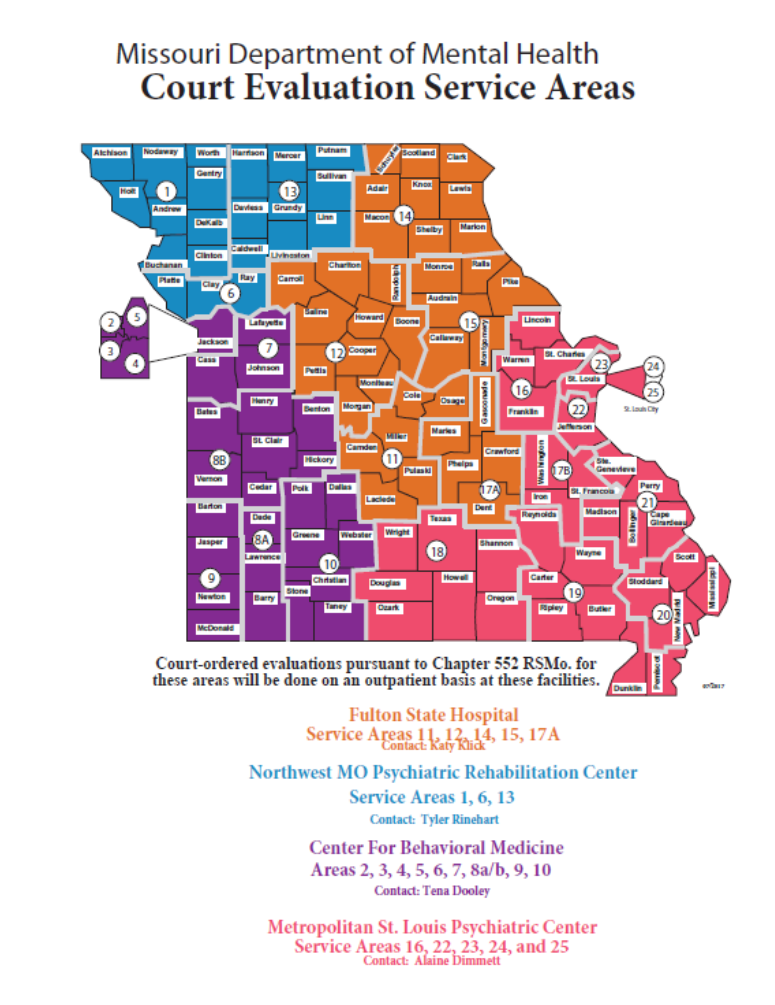 Missouri Department of Mental Health
Court Evaluation Service Areas
Atchison Nodaway Worth Harrison Mercer Putnam Schuyler Scotland Clark
Gentry Sullivan
Holt 1 13 Adair Knox Lewis
Andrew Daviess Grundy Linn Macon 14
DeKalb Shelby Marion
Clinton Caldwell Livingston
Buchanan Chariton Randolph Monroe Ralls
Platte Clay Ray Carroll Pike
6 Audrain
2 5 Saline Howard Boone 15 Lincoln
Lafayette Callaway Montgomery
Jackson 7 12 Cooper Warren St. Charles
3 4 Cass Johnson Pettis 23 24
Moniteau St. Louis 25
Henry Cole Osage Gasconade 16 St. Louis City
Bates Benton Morgan Franklin 22
Jefferson
St. Clair Camden Miller Maries
8B Hickory 11 Crawford Washington 17B Ste. Genevieve
Vernon Pulaski Phelps
Cedar Polk Dallas 17A St. Francois Perry
Barton Laclede Dent Iron 21
Dade Texas Reynolds Madison Bollinger Cape Girardeau
Jasper 8A Greene Webster Wright Shannon
Lawrence 18 Wayne Scott
10
9 Christian Douglas Howell Carter Stoddard Mississippi
Newton Barry Stone Oregon 19
Taney Ozark Ripley Butler 20 New Madrid
McDonald
Dunklin Pemiscot
Court-ordered evaluations pursuant to Chapter 552 RSMo. for
these areas will be done on an outpatient basis at these facilities.
Fulton State Hospital
Service Areas 11, 12, 14, 15, 17A
Contact: Katy Klick
Northwest MO Psychiatric Rehabilitation Center
Service Areas 1, 6, 13
Contact: Tyler Rinehart
Center For Behavioral Medicine
Areas 2, 3, 4, 5, 6, 7, 8a/b, 9, 10
Contact: Tena Dooley
Metropolitan St. Louis Psychiatric Center
Service Areas 16, 22, 23, 24, and 25
Contact: Alaine Dimmett